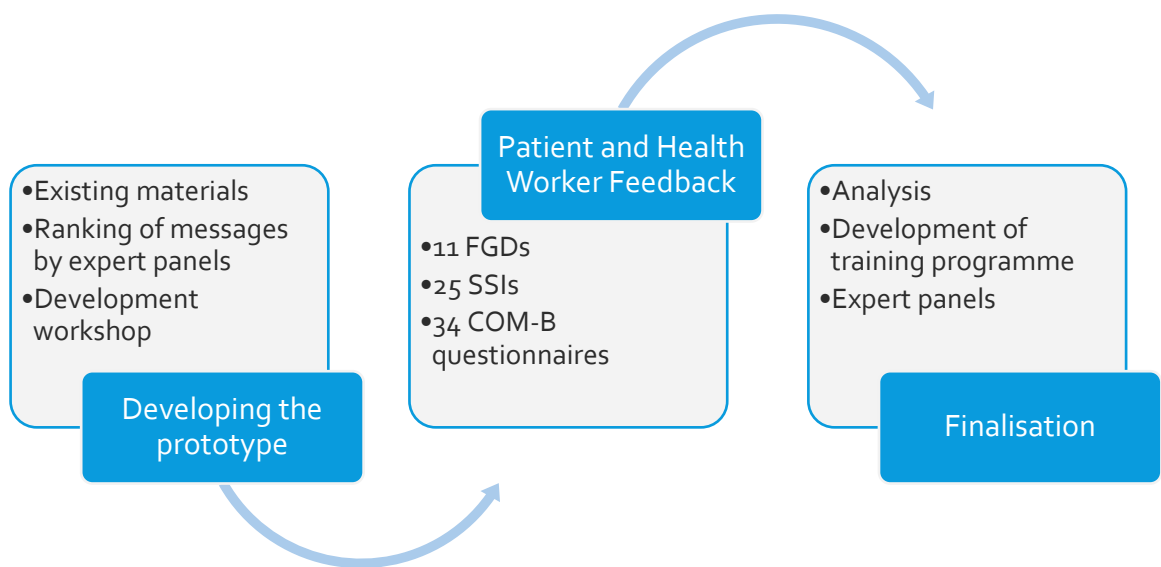 •Existing materials
•Ranking of messages
by expert panels
•Development
workshop
Developing the
prototype
Patient and Health
Worker Feedback
•11 FGDs
•25 SSIs
•34 COM-B
questionnaires
•Analysis
•Development of
training programme
•Expert panels
Finalisation